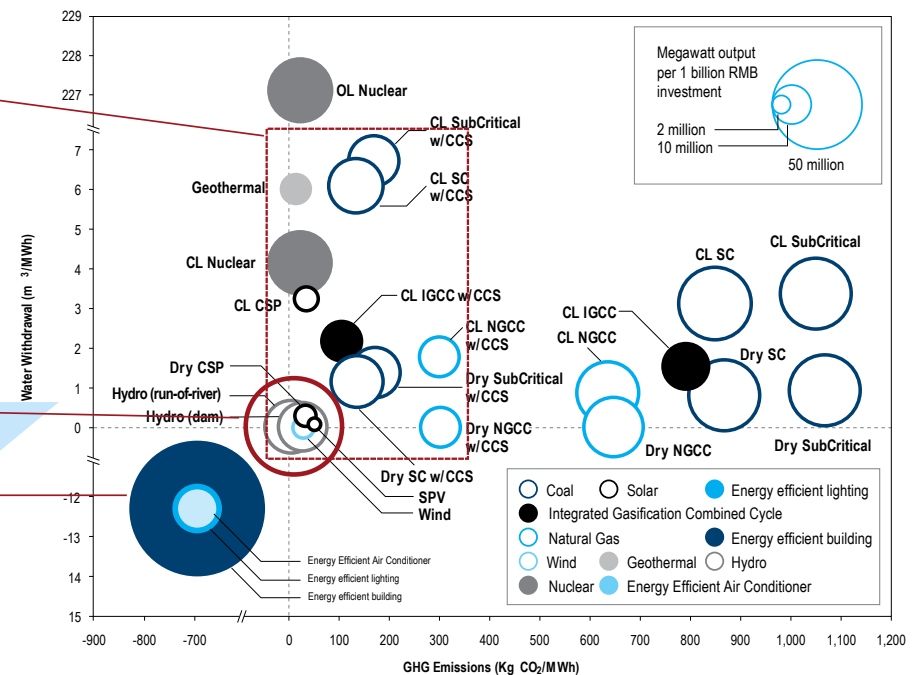 229
228
227
7
6
5
4
3
2
1
0
-12
-13
14
15
Water Withdrawal (m ³/MWh)
-900
-800
-700
0
100
200
300
400
500
600
700
800
900
1,000
1,100
1,200
GHG Emissions (Kg CO₂/MWh)
OL Nuclear
CL SubCritical
w/CCS
Geothermal
CL SC
w/CCS
CL Nuclear
CL CSP
CL IGCC w/CCS
CL NGCC
w/CCS
Dry CSP
Hydro (run-of-river)
Hydro (dam)
Dry SubCritical
w/CCS
Dry NGCC
w/CCS
Dry SC w/CCS
SPV
Wind
CL SC
CL SubCritical
CL IGCC
CL NGCC
Dry SC
Dry NGCC
Dry SubCritical
Energy Efficient Air Conditioner
Energy efficient lighting
Energy efficient building
Megawatt output
per 1 billion RMB
investment
2 million
10 million
50 million
Coal
Solar
Energy efficient lighting
Integrated Gasification Combined Cycle
Natural Gas
Energy efficient building
Wind
Geothermal
Hydro
Nuclear
Energy Efficient Air Conditioner